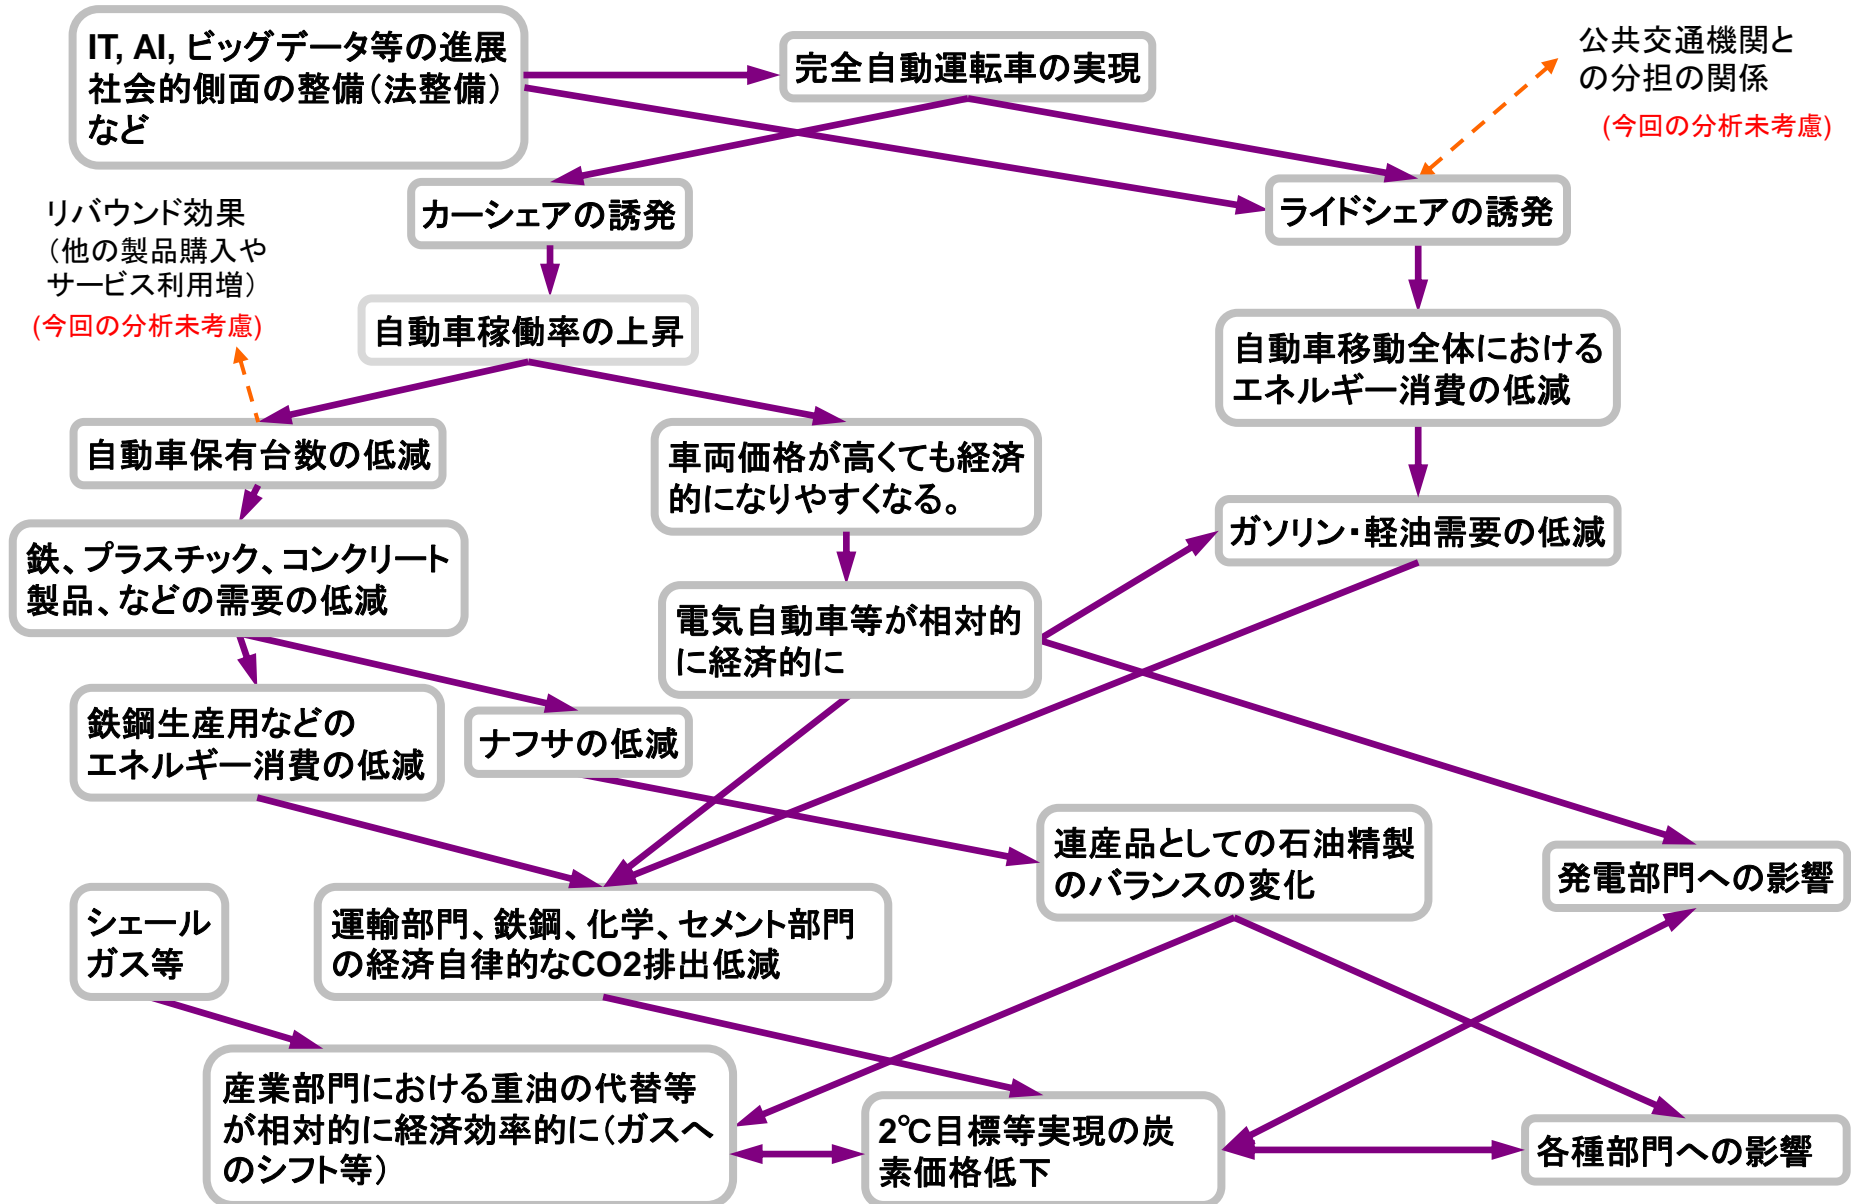 IT, AI, ビッグデータ等の進展
社会的側面の整備（法整備）
など
完全自動運転車の実現
公共交通機関と
の分担の関係
(今回の分析未考慮)
リバウンド効果
（他の製品購入や
サービス利用増）
(今回の分析未考慮)
カーシェアの誘発
ライドシェアの誘発
自動車稼働率の上昇
自動車移動全体における
エネルギー消費の低減
自動車保有台数の低減
車両価格が高くても経済
的になりやすくなる。
ガソリン・軽油需要の低減
鉄、プラスチック、コンクリート
製品、などの需要の低減
電気自動車等が相対的
に経済的に
鉄鋼生産用などの
エネルギー消費の低減
ナフサの低減
連産品としての石油精製
のバランスの変化
発電部門への影響
シェール
ガス等
運輸部門、鉄鋼、化学、セメント部門
の経済自律的なCO2排出低減
産業部門における重油の代替等
が相対的に経済効率的に（ガスへ
のシフト等）
2℃目標等実現の炭
素価格低下
各種部門への影響